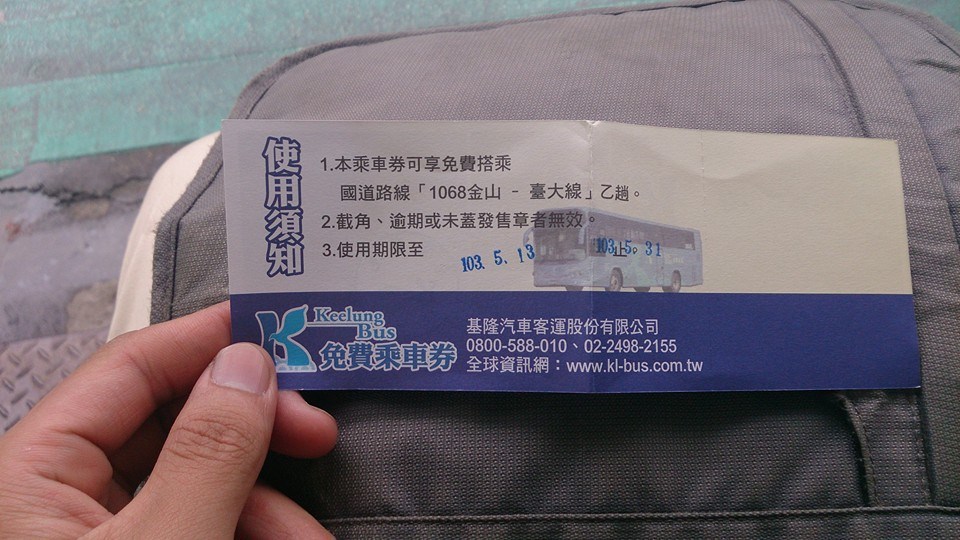 使用須知
1.本乘車券可享免費搭乘
國道路線「1068金山 - 臺大線」乙趟。
2.截角、逾期或未蓋發售章者無效。
3.使用期限至 103. 5. 13 103. 5. 31 止。
Keelung
Bus
免費乘車券
基隆汽車客運股份有限公司
0800-588-010、02-2498-2155
全球資訊網：www.kl-bus.com.tw